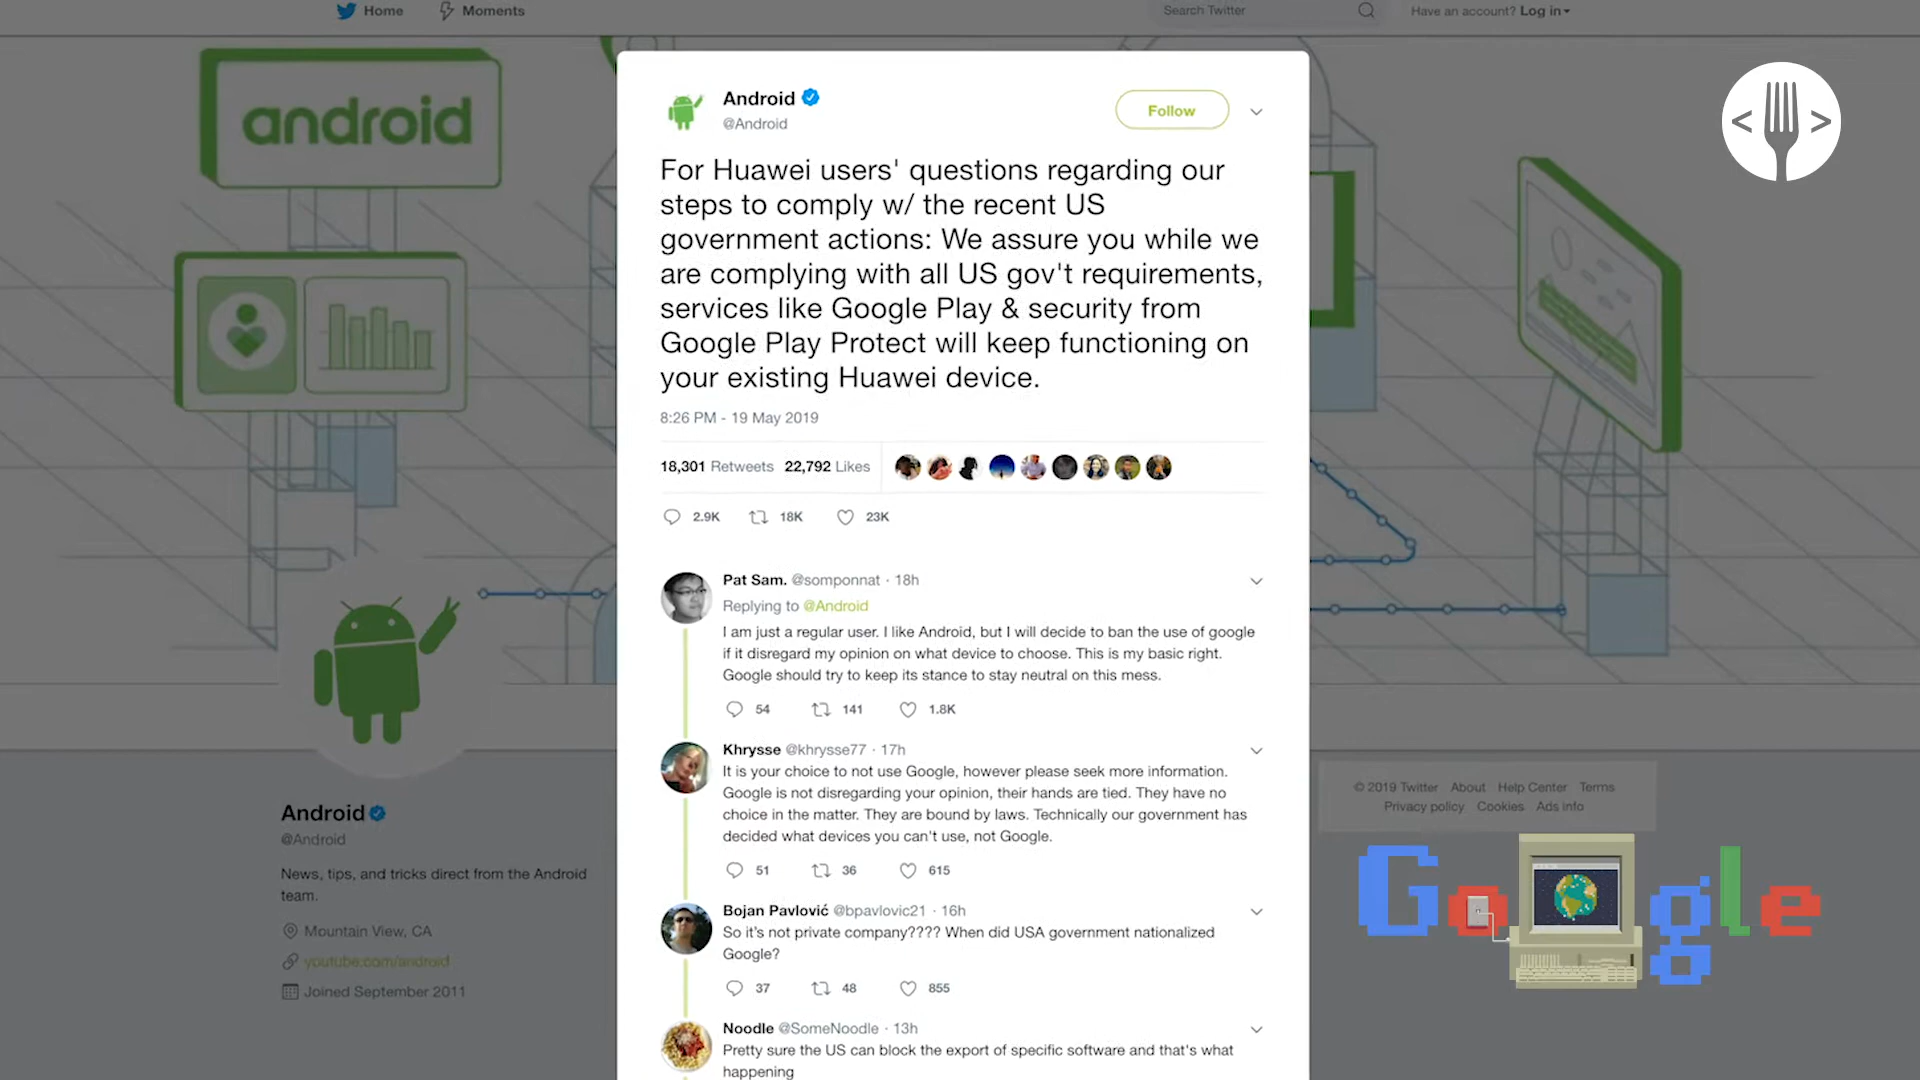 Home
Moments
Search Twitter
Have an account? Log in
android
Android
@Android
Follow
For Huawei users' questions regarding our
steps to comply w/ the recent US
government actions: We assure you while we
are complying with all US gov't requirements,
services like Google Play & security from
Google Play Protect will keep functioning on
your existing Huawei device.
8:26 PM - 19 May 2019
18,301 Retweets 22,792 Likes
2.9K 18K 23K
Pat Sam. @somponnat · 18h
Replying to @Android
I am just a regular user. I like Android, but I will decide to ban the use of google
if it disregard my opinion on what device to choose. This is my basic right.
Google should try to keep its stance to stay neutral on this mess.
54 141 1.8K
Khrysse @khrysse77 · 17h
It is your choice to not use Google, however please seek more information.
Google is not disregarding your opinion, their hands are tied. They have no
choice in the matter. They are bound by laws. Technically our government has
decided what devices you can't use, not Google.
51 36 615
Bojan Pavlović @bpavlovic21 · 16h
So it's not private company???? When did USA government nationalized
Google?
37 48 855
Noodle @SomeNoodle · 13h
Pretty sure the US can block the export of specific software and that's what
happening
Android
@Android
News, tips, and tricks direct from the Android
team.
Mountain View, CA
youtube.com/android
Joined September 2011
© 2019 Twitter About Help Center Terms
Privacy policy Cookies Ads info
Google